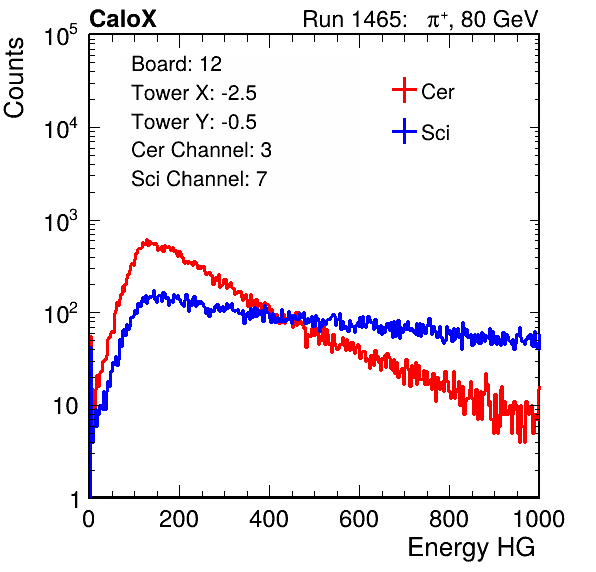 CaloX Run 1465: π⁺, 80 GeV
Counts
10⁵
10⁴
10³
10²
10
1
Board: 12
Tower X: -2.5
Tower Y: -0.5
Cer Channel: 3
Sci Channel: 7
Cer
Sci
0 200 400 600 800 1000
Energy HG